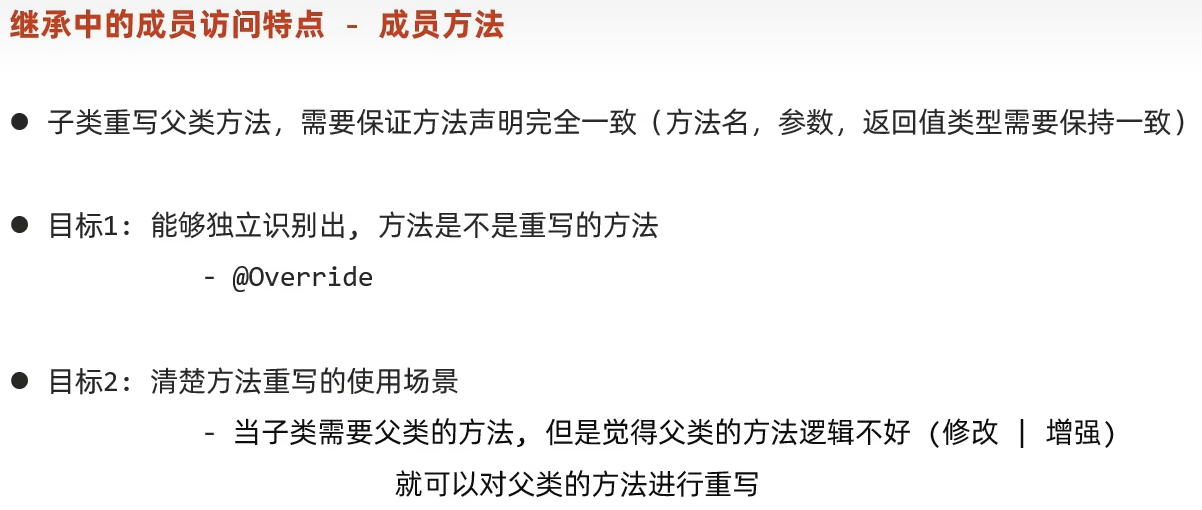 继承中的成员访问特点 - 成员方法
● 子类重写父类方法，需要保证方法声明完全一致（方法名，参数，返回值类型需要保持一致）
● 目标1: 能够独立识别出, 方法是不是重写的方法
- @Override
● 目标2: 清楚方法重写的使用场景
- 当子类需要父类的方法, 但是觉得父类的方法逻辑不好 (修改 | 增强)
就可以对父类的方法进行重写